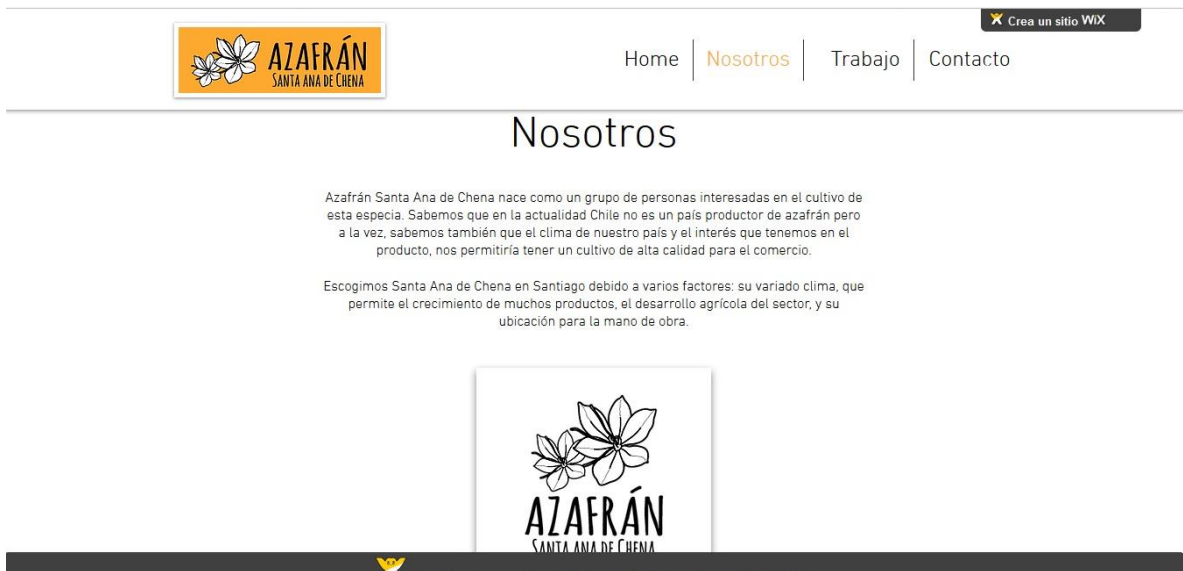 Crea un sitio WiX
AZAFRÁN
SANTA ANA DE CHENA
Home Nosotros Trabajo Contacto
Nosotros
Azafrán Santa Ana de Chena nace como un grupo de personas interesadas en el cultivo de
esta especia. Sabemos que en la actualidad Chile no es un país productor de azafrán pero
a la vez, sabemos también que el clima de nuestro país y el interés que tenemos en el
producto, nos permitiría tener un cultivo de alta calidad para el comercio.
Escogimos Santa Ana de Chena en Santiago debido a varios factores: su variado clima, que
permite el crecimiento de muchos productos, el desarrollo agrícola del sector, y su
ubicación para la mano de obra.
AZAFRÁN
SANTA ANA DE CHENA